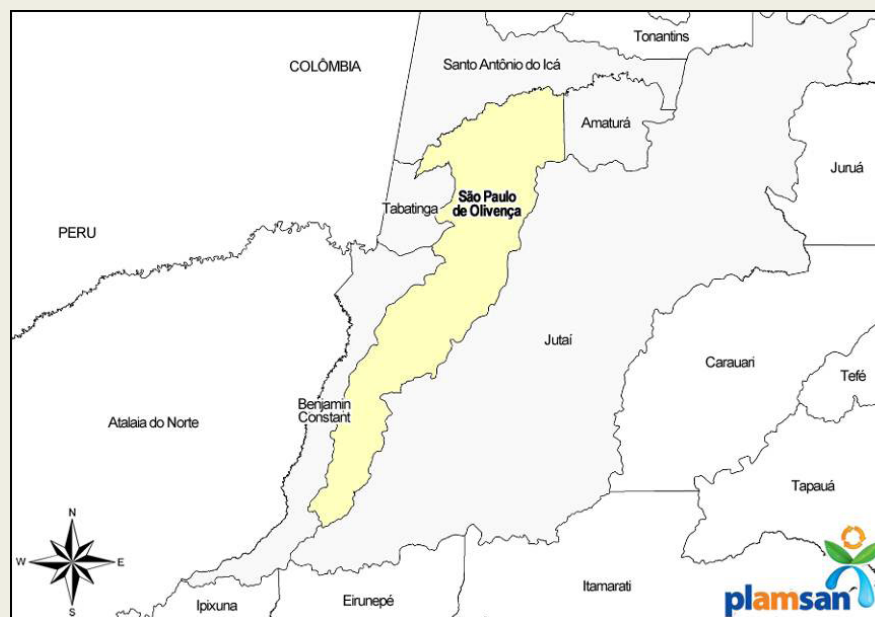 Tonantins
COLÔMBIA
Santo Antônio do Icá
Amaturá
Juruá
São Paulo
de Olivença
Tabatinga
PERU
Jutaí
Carauari
Tefé
Benjamin
Constant
Atalaia do Norte
Tapauá
N
W
E
S
Itamarati
plamsan
Ipixuna
Eirunepé